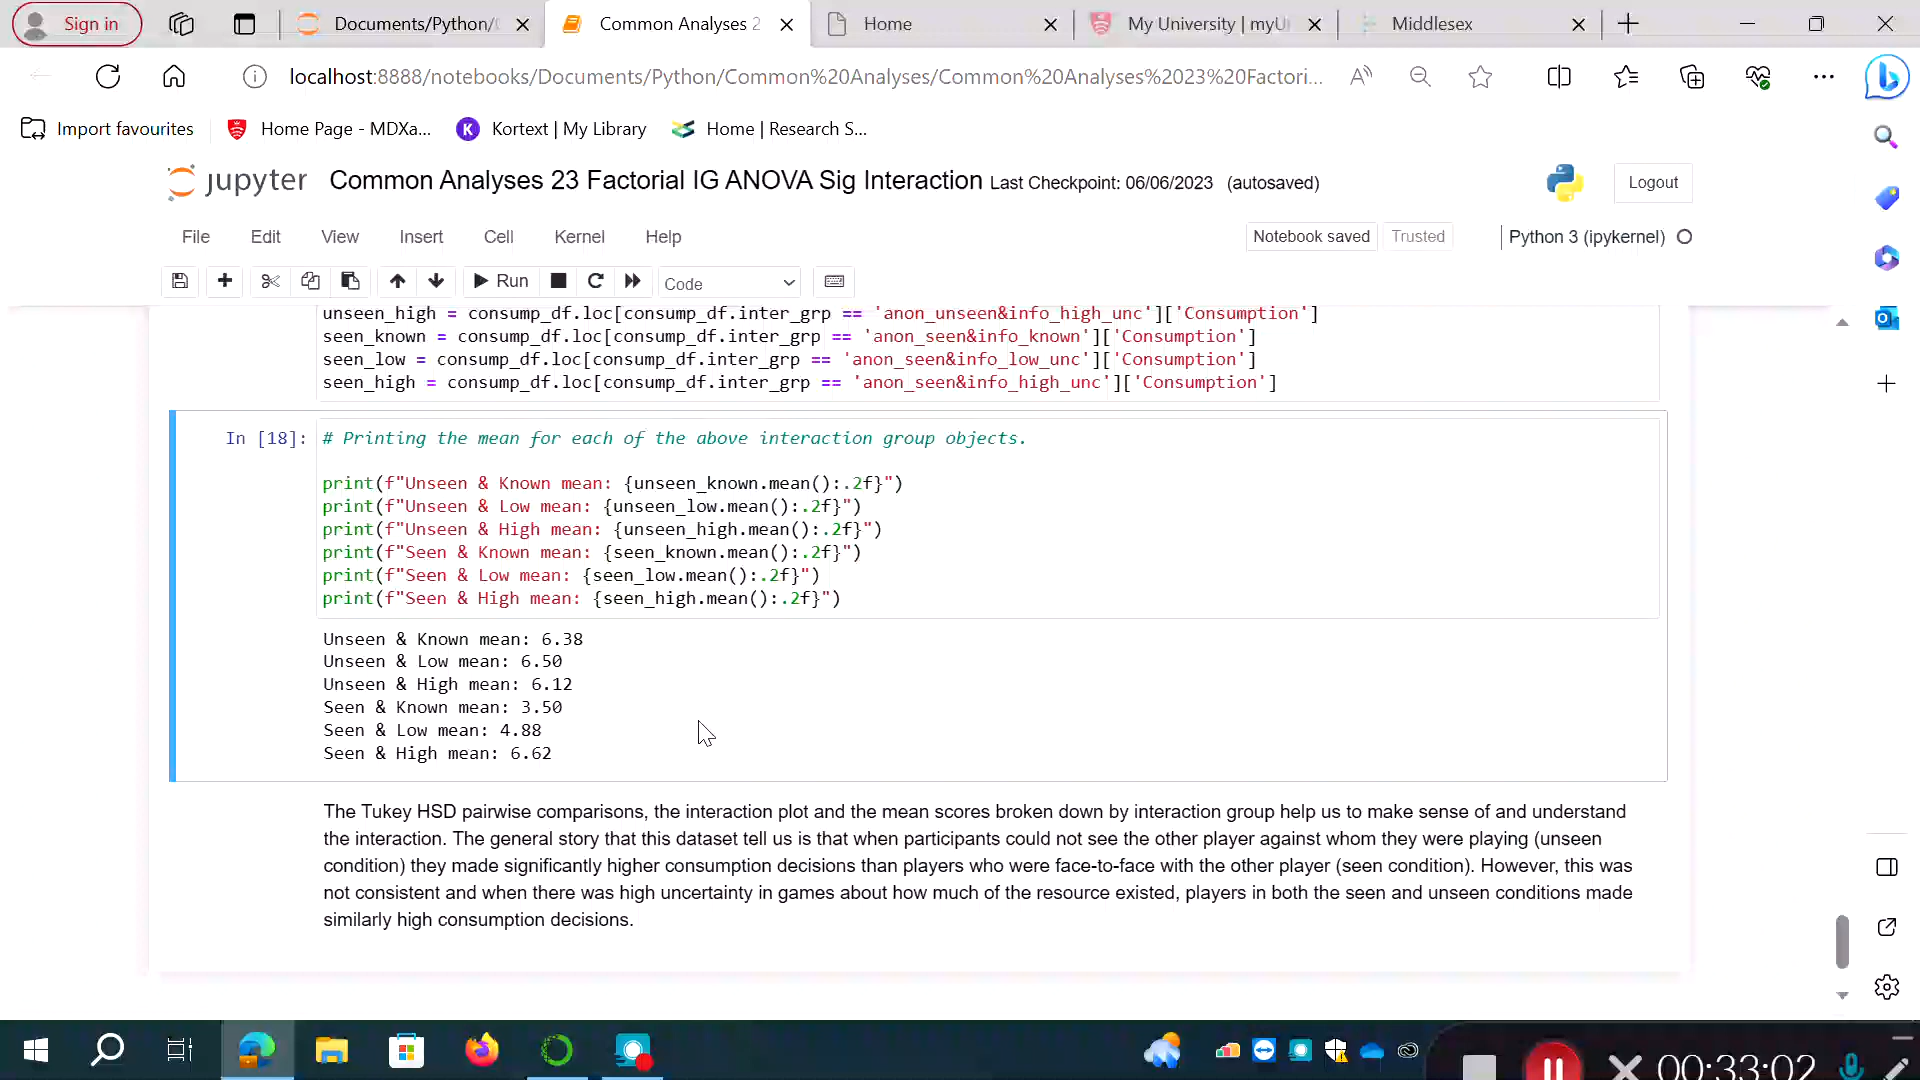 Sign in
Documents/Python/
Common Analyses 2
Home
My University | myU
Middlesex
localhost:8888/notebooks/Documents/Python/Common%20Analyses/Common%20Analyses%2023%20Factori...
Import favourites
Home Page - MDXa...
K Kortext | My Library
Home | Research S...
jupyter Common Analyses 23 Factorial IG ANOVA Sig Interaction Last Checkpoint: 06/06/2023 (autosaved)
Logout
File Edit View Insert Cell Kernel Help
Notebook saved Trusted Python 3 (ipykernel)
Run Code
unseen_high = consump_df.loc[consump_df.inter_grp == 'anon_unseen&info_high_unc']['Consumption']
seen_known = consump_df.loc[consump_df.inter_grp == 'anon_seen&info_known']['Consumption']
seen_low = consump_df.loc[consump_df.inter_grp == 'anon_seen&info_low_unc']['Consumption']
seen_high = consump_df.loc[consump_df.inter_grp == 'anon_seen&info_high_unc']['Consumption']
In [18]: # Printing the mean for each of the above interaction group objects.
print(f"Unseen & Known mean: {unseen_known.mean():.2f}")
print(f"Unseen & Low mean: {unseen_low.mean():.2f}")
print(f"Unseen & High mean: {unseen_high.mean():.2f}")
print(f"Seen & Known mean: {seen_known.mean():.2f}")
print(f"Seen & Low mean: {seen_low.mean():.2f}")
print(f"Seen & High mean: {seen_high.mean():.2f}")
Unseen & Known mean: 6.38
Unseen & Low mean: 6.50
Unseen & High mean: 6.12
Seen & Known mean: 3.50
Seen & Low mean: 4.88
Seen & High mean: 6.62
The Tukey HSD pairwise comparisons, the interaction plot and the mean scores broken down by interaction group help us to make sense of and understand
the interaction. The general story that this dataset tell us is that when participants could not see the other player against whom they were playing (unseen
condition) they made significantly higher consumption decisions than players who were face-to-face with the other player (seen condition). However, this was
not consistent and when there was high uncertainty in games about how much of the resource existed, players in both the seen and unseen conditions made
similarly high consumption decisions.
00:33:02